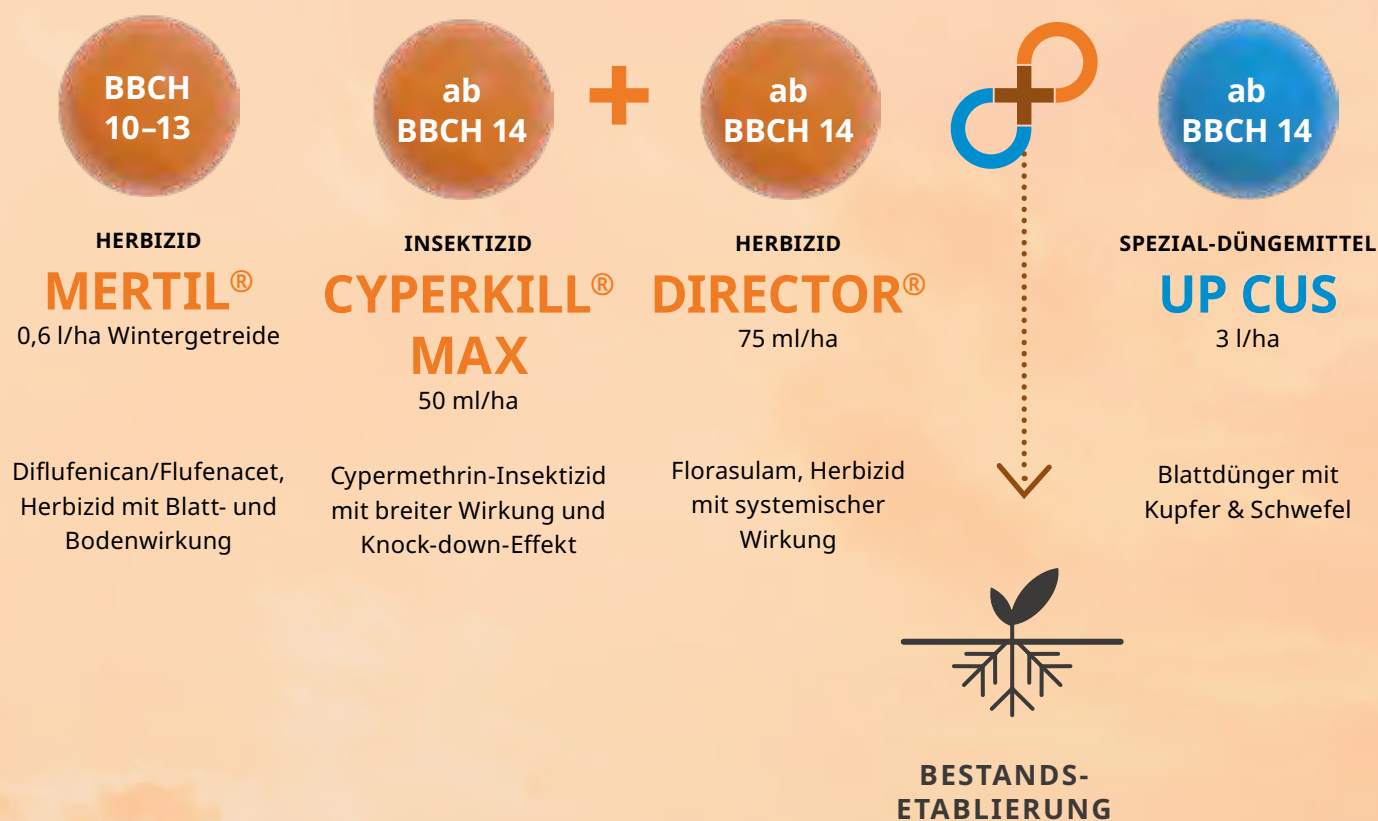 BBCH
10–13
HERBIZID
MERTIL®
0,6 l/ha Wintergetreide
Diflufenican/Flufenacet,
Herbizid mit Blatt- und
Bodenwirkung
ab
BBCH 14
INSEKTIZID
CYPERKILL®
MAX
50 ml/ha
Cypermethrin-Insektizid
mit breiter Wirkung und
Knock-down-Effekt
+
ab
BBCH 14
HERBIZID
DIRECTOR®
75 ml/ha
Florasulam, Herbizid
mit systemischer
Wirkung
ab
BBCH 14
SPEZIAL-DÜNGEMITTEL
UP CUS
3 l/ha
Blattdünger mit
Kupfer & Schwefel
BESTANDS-
ETABLIERUNG